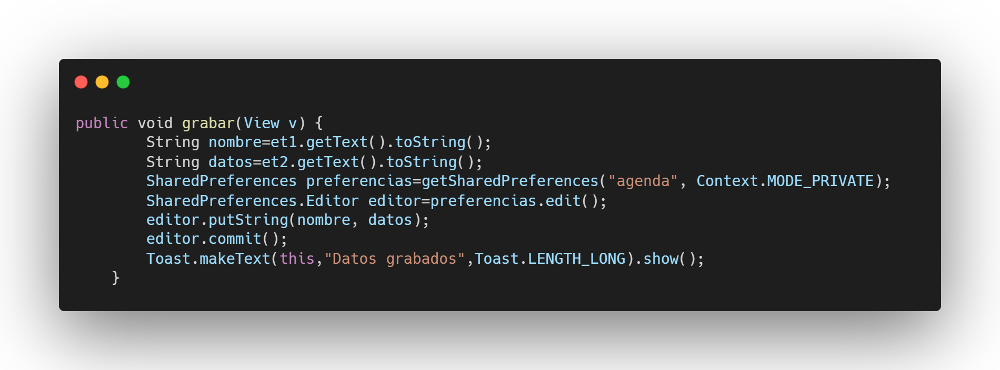 public void grabar(View v) {
        String nombre=et1.getText().toString();
        String datos=et2.getText().toString();
        SharedPreferences preferencias=getSharedPreferences("agenda", Context.MODE_PRIVATE);
        SharedPreferences.Editor editor=preferencias.edit();
        editor.putString(nombre, datos);
        editor.commit();
        Toast.makeText(this,"Datos grabados",Toast.LENGTH_LONG).show();
    }